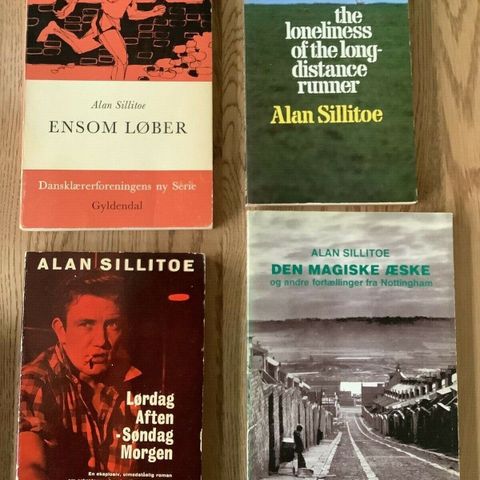 Alan Sillitoe
ENSOM LØBER
Dansklærerforeningens ny Serie
Gyldendal
the
loneliness
of the long-
distance
runner
Alan Sillitoe
ALAN SILLITOE
Lørdag
Aften
-Søndag
Morgen
En eksplosiv, uimodståelig roman
ALAN SILLITOE
DEN MAGISKE ÆSKE
og andre fortællinger fra Nottingham